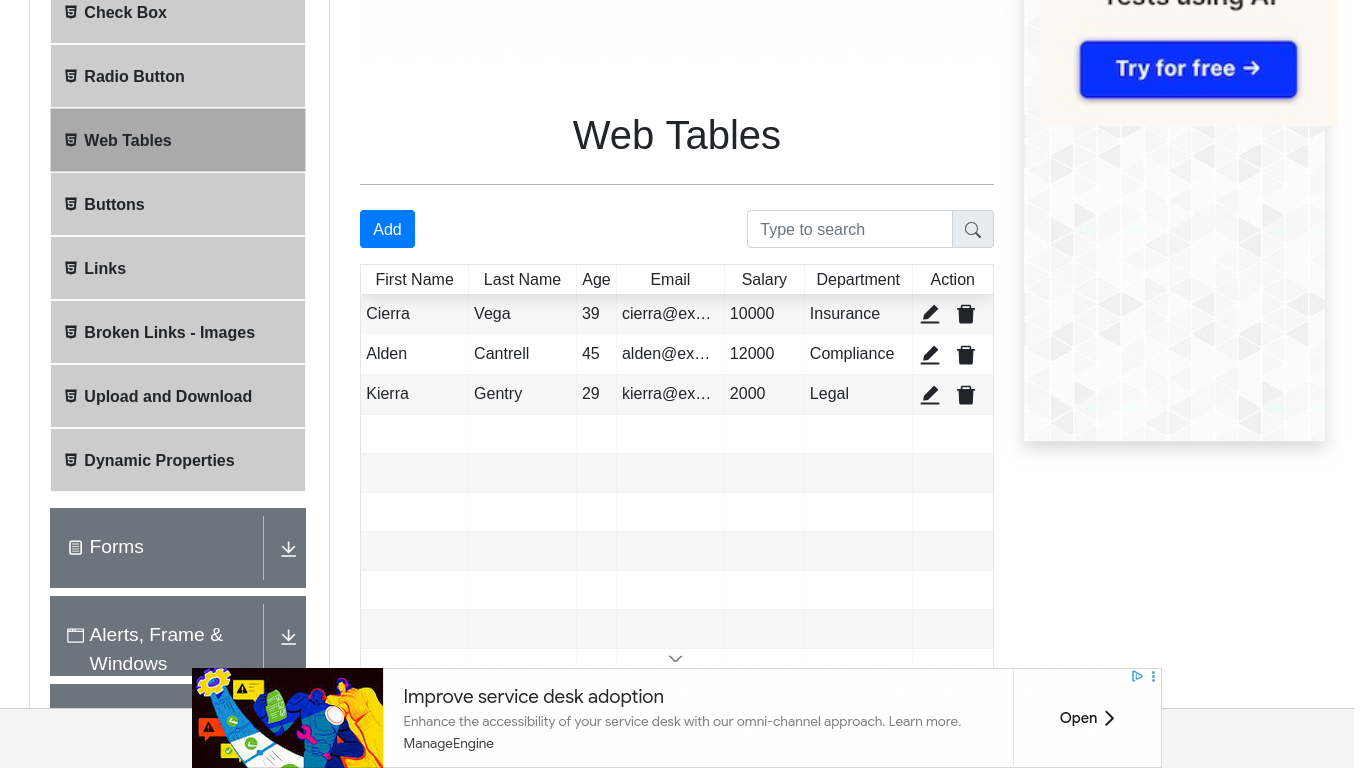 Check Box
Radio Button
Web Tables
Buttons
Links
Broken Links - Images
Upload and Download
Dynamic Properties
Forms
Alerts, Frame &
Windows
Web Tables
Add
Type to search
First Name Last Name Age Email Salary Department Action
Cierra Vega 39 cierra@ex... 10000 Insurance
Alden Cantrell 45 alden@ex... 12000 Compliance
Kierra Gentry 29 kierra@ex... 2000 Legal
Tests using AI
Try for free →
Improve service desk adoption
Enhance the accessibility of your service desk with our omni-channel approach. Learn more.
ManageEngine
Open